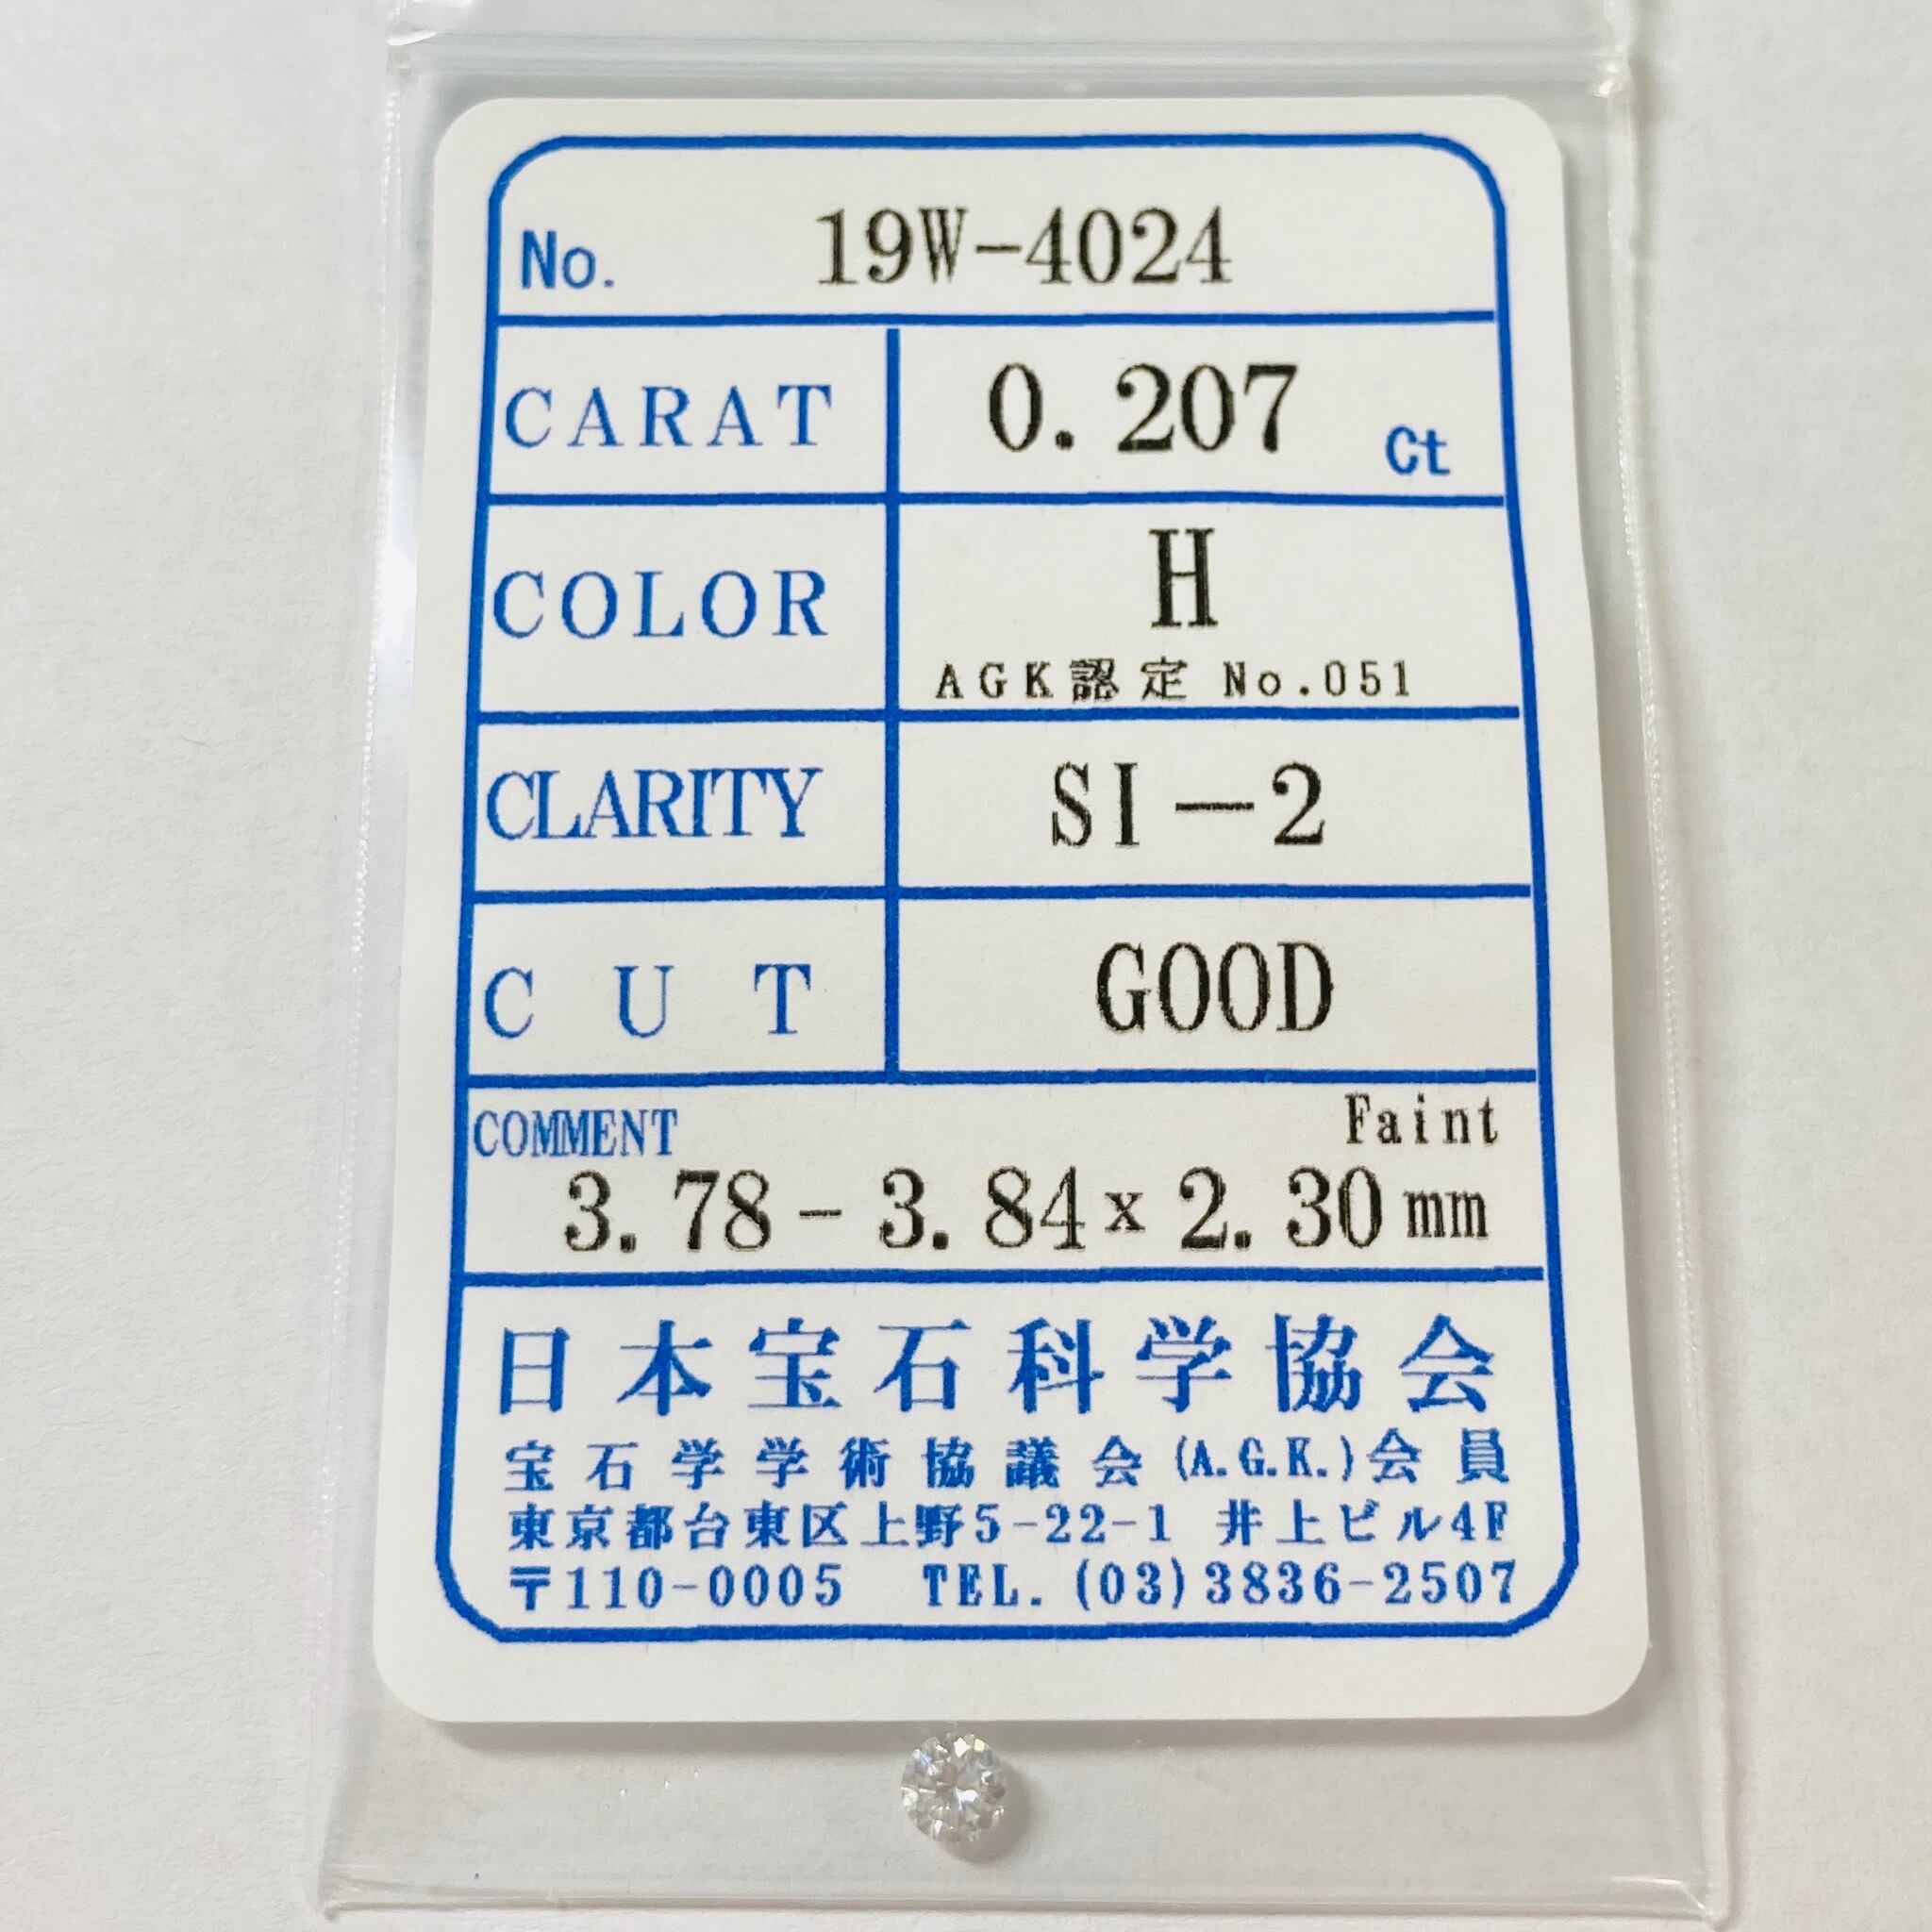 No. 19W-4024
CARAT 0.207 Ct
COLOR H
AGK認定 No.051
CLARITY SI-2
CUT GOOD
COMMENT Faint
3.78-3.84x2.30mm
日本宝石科学協会
宝石学学術協議会(A.G.K.)会員
東京都台東区上野5-22-1 井上ビル4F
〒110-0005 TEL.(03)3836-2507